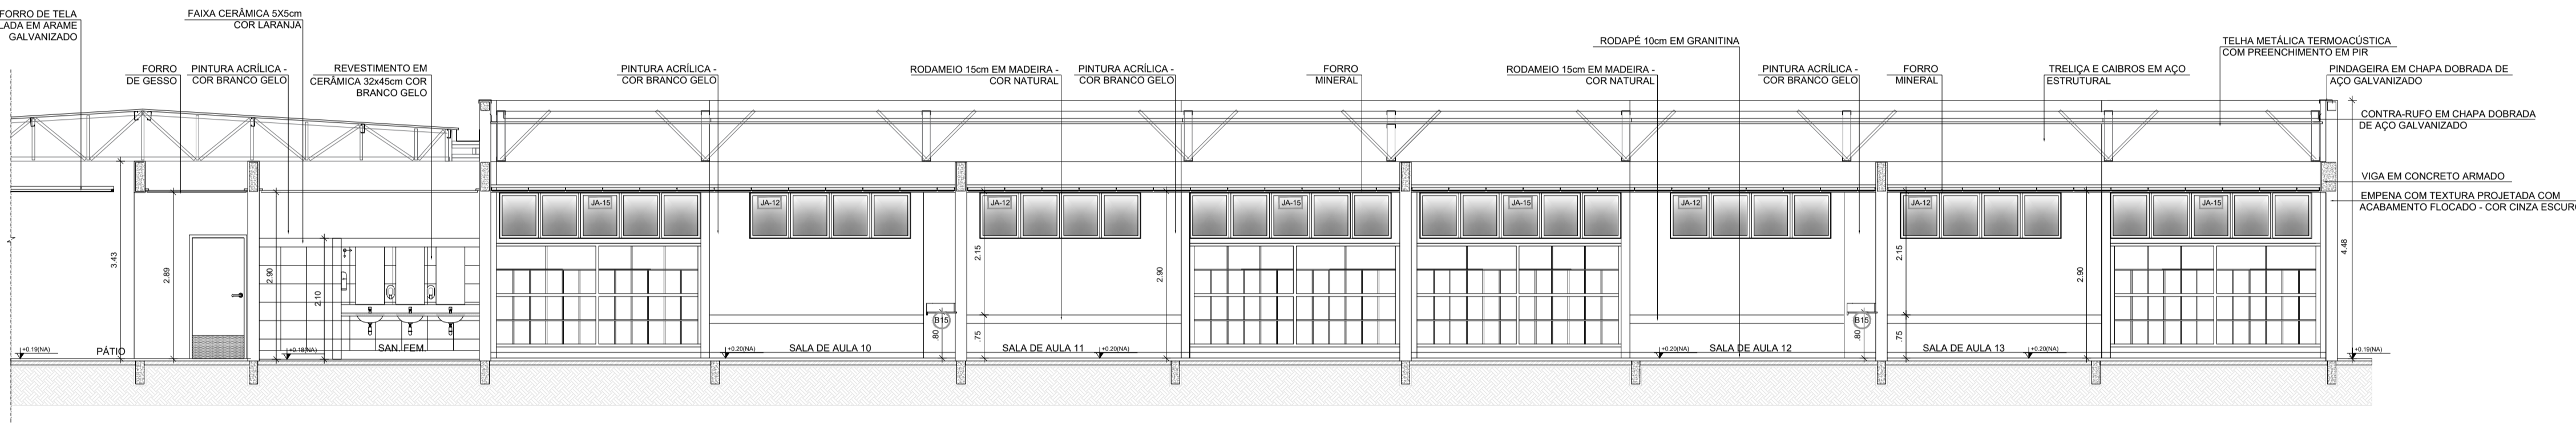 FORRO DE TELA
LADA EM ARAME
GALVANIZADO
FAIXA CERÂMICA 5X5cm
COR LARANJA
FORRO
DE GESSO
PINTURA ACRÍLICA -
COR BRANCO GELO
REVESTIMENTO EM
CERÂMICA 32x45cm COR
BRANCO GELO
PINTURA ACRÍLICA -
COR BRANCO GELO
RODAMEIO 15cm EM MADEIRA -
COR NATURAL
PINTURA ACRÍLICA -
COR BRANCO GELO
FORRO
MINERAL
RODAPÉ 10cm EM GRANITINA
RODAMEIO 15cm EM MADEIRA -
COR NATURAL
PINTURA ACRÍLICA -
COR BRANCO GELO
FORRO
MINERAL
TRELIÇA E CAIBROS EM AÇO
ESTRUTURAL
TELHA METÁLICA TERMOACÚSTICA
COM PREENCHIMENTO EM PIR
PINDAGEIRA EM CHAPA DOBRADA DE
AÇO GALVANIZADO
CONTRA-RUFO EM CHAPA DOBRADA
DE AÇO GALVANIZADO
VIGA EM CONCRETO ARMADO
EMPENA COM TEXTURA PROJETADA COM
ACABAMENTO FLOCADO - COR CINZA ESCURO
JA-15
JA-12
JA-12
JA-15
JA-15
JA-12
JA-12
JA-15
3.43
2.89
2.90
2.10
2.15
2.90
2.15
2.90
4.48
B15
.80
.75
B15
.80
.75
+0.19(NA)
PÁTIO
+0.18(NA)
SAN. FEM.
+0.20(NA)
SALA DE AULA 10
SALA DE AULA 11
+0.20(NA)
+0.20(NA)
SALA DE AULA 12
SALA DE AULA 13
+0.20(NA)
+0.19(NA)